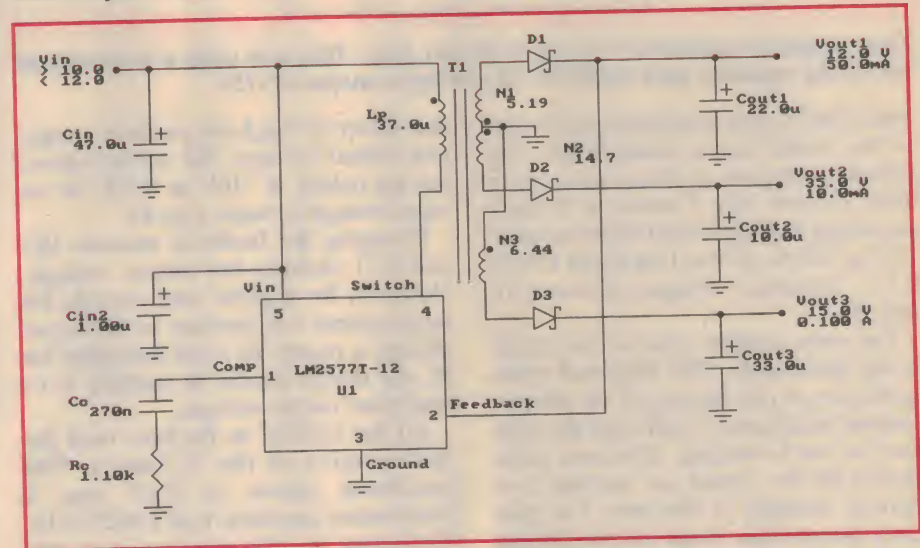 Vin
> 10.0
< 12.0
Cin
47.0u
Lp
37.0u
T1
N1
5.19
D1
Vout1
12.0 V
50.0mA
Cout1
22.0u
N2
14.7
D2
Vout2
35.0 V
10.0mA
Cout2
10.0u
N3
6.44
D3
Vout3
15.0 V
0.100 A
Cout3
33.0u
Cin2
1.00u
Vin
Switch
5
4
Comp
1
LM2577T-12
U1
2
Feedback
3
Ground
Cc
270n
Rc
1.10k